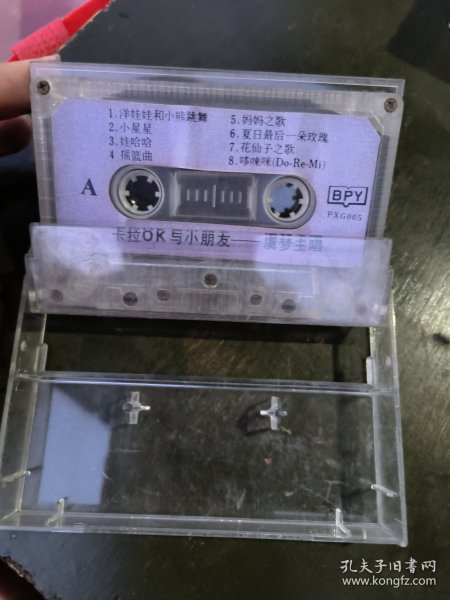 1.洋娃娃和小熊跳舞
2.小星星
3.娃哈哈
4 摇篮曲
5.妈妈之歌
6.夏日最后一朵玫瑰
7.花仙子之歌
8.哆唻咪(Do-Re-Mi)
A
BPY
PXG005
卡拉OK与小朋友——虞梦主唱
孔夫子旧书网
www.kongfz.com